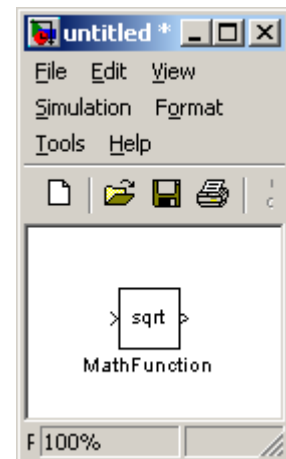 untitled *
File Edit View
Simulation Format
Tools Help
sqrt
MathFunction
F 100%